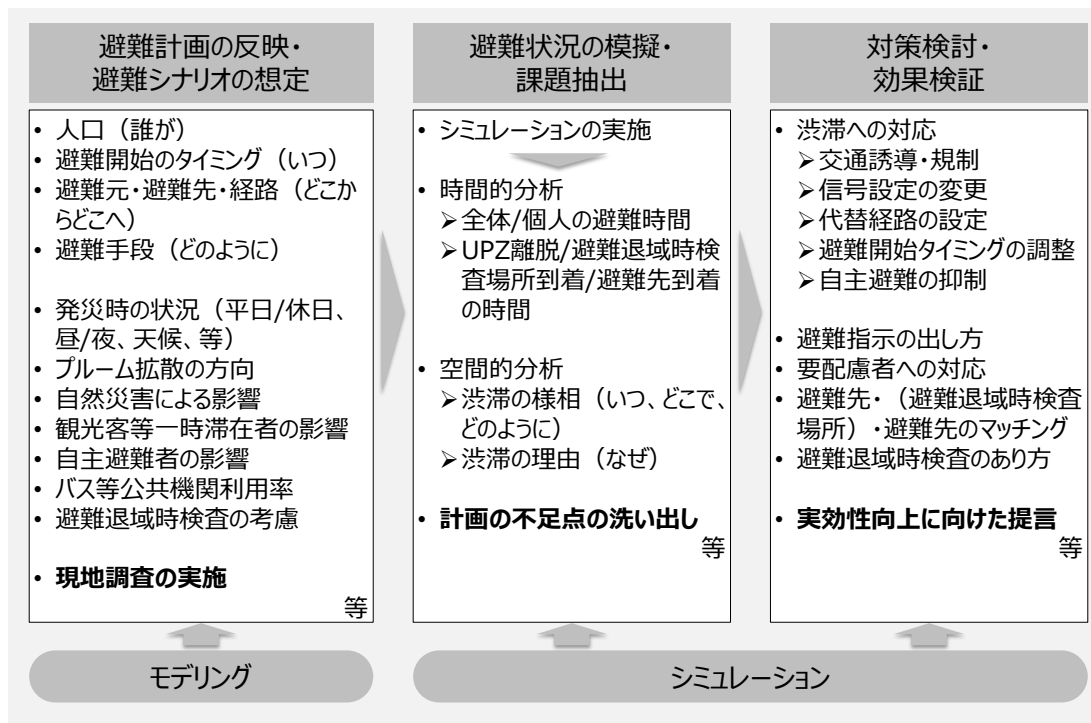 避難計画の反映・
避難シナリオの想定
• 人口（誰が）
• 避難開始のタイミング（いつ）
• 避難元・避難先・経路（どこか
らどこへ）
• 避難手段（どのように）
• 発災時の状況（平日/休日、
昼/夜、天候、等）
• プルーム拡散の方向
• 自然災害による影響
• 観光客等一時滞在者の影響
• 自主避難者の影響
• バス等公共機関利用率
• 避難退域時検査の考慮
• 現地調査の実施
等
モデリング
避難状況の模擬・
課題抽出
• シミュレーションの実施
• 時間的分析
➢全体/個人の避難時間
➢UPZ離脱/避難退域時検
査場所到着/避難先到着
の時間
• 空間的分析
➢渋滞の様相（いつ、どこで、
どのように）
➢渋滞の理由（なぜ）
• 計画の不足点の洗い出し
等
対策検討・
効果検証
• 渋滞への対応
➢交通誘導・規制
➢信号設定の変更
➢代替経路の設定
➢避難開始タイミングの調整
➢自主避難の抑制
• 避難指示の出し方
• 要配慮者への対応
• 避難先・（避難退域時検査
場所）・避難先のマッチング
• 避難退域時検査のあり方
• 実効性向上に向けた提言
等
シミュレーション